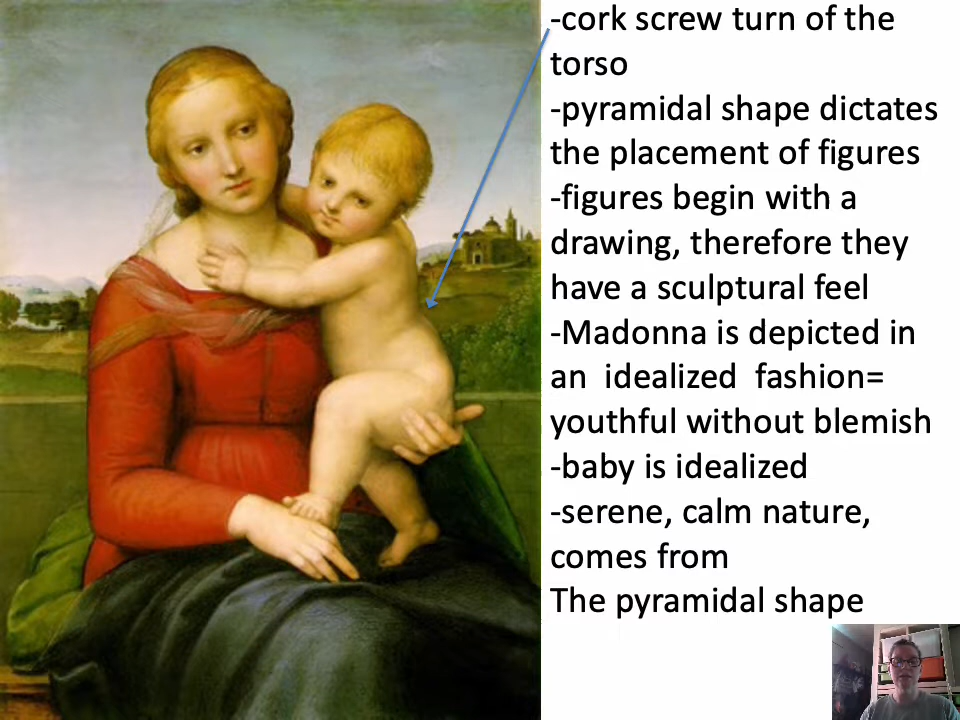 -cork screw turn of the
torso
-pyramidal shape dictates
the placement of figures
-figures begin with a
drawing, therefore they
have a sculptural feel
-Madonna is depicted in
an  idealized  fashion=
youthful without blemish
-baby is idealized
-serene, calm nature,
comes from
The pyramidal shape